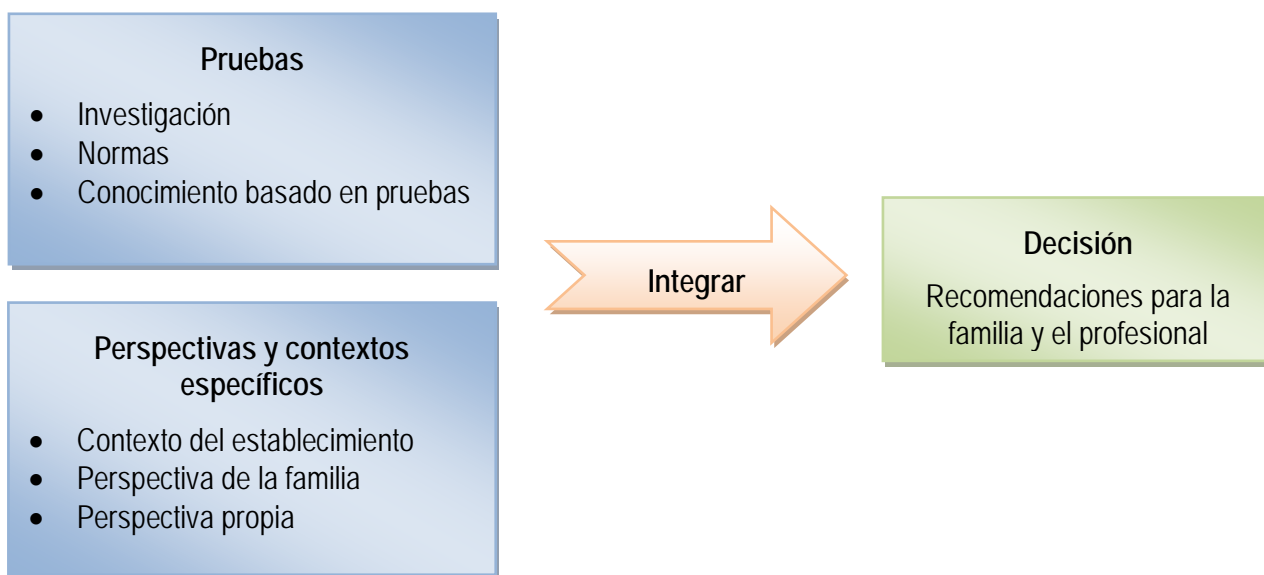 Pruebas
• Investigación
• Normas
• Conocimiento basado en pruebas
Perspectivas y contextos
específicos
• Contexto del establecimiento
• Perspectiva de la familia
• Perspectiva propia
Integrar
Decisión
Recomendaciones para la
familia y el profesional